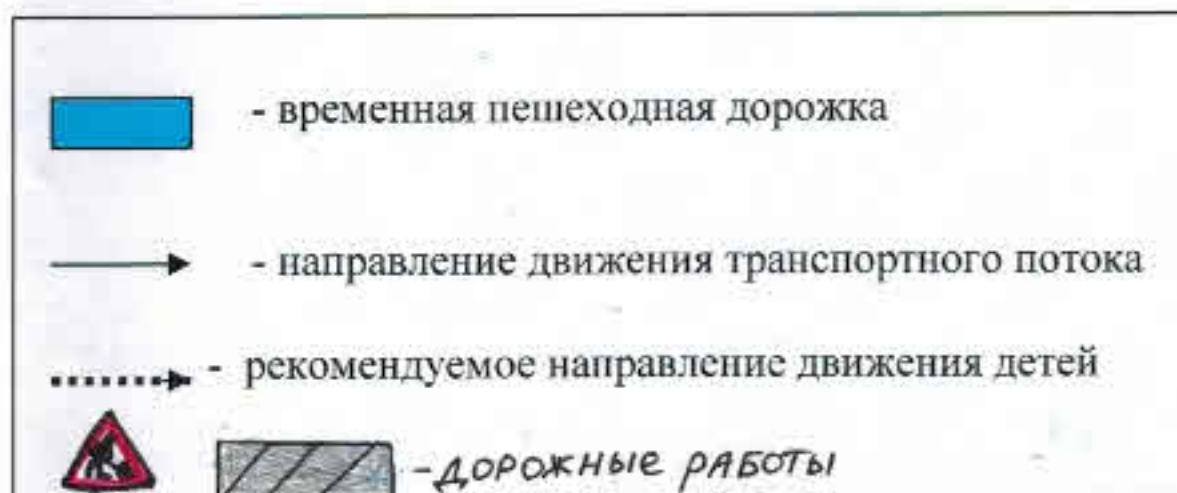 - временная пешеходная дорожка
- направление движения транспортного потока
- рекомендуемое направление движения детей
- ДОРОЖНЫЕ РАБОТЫ